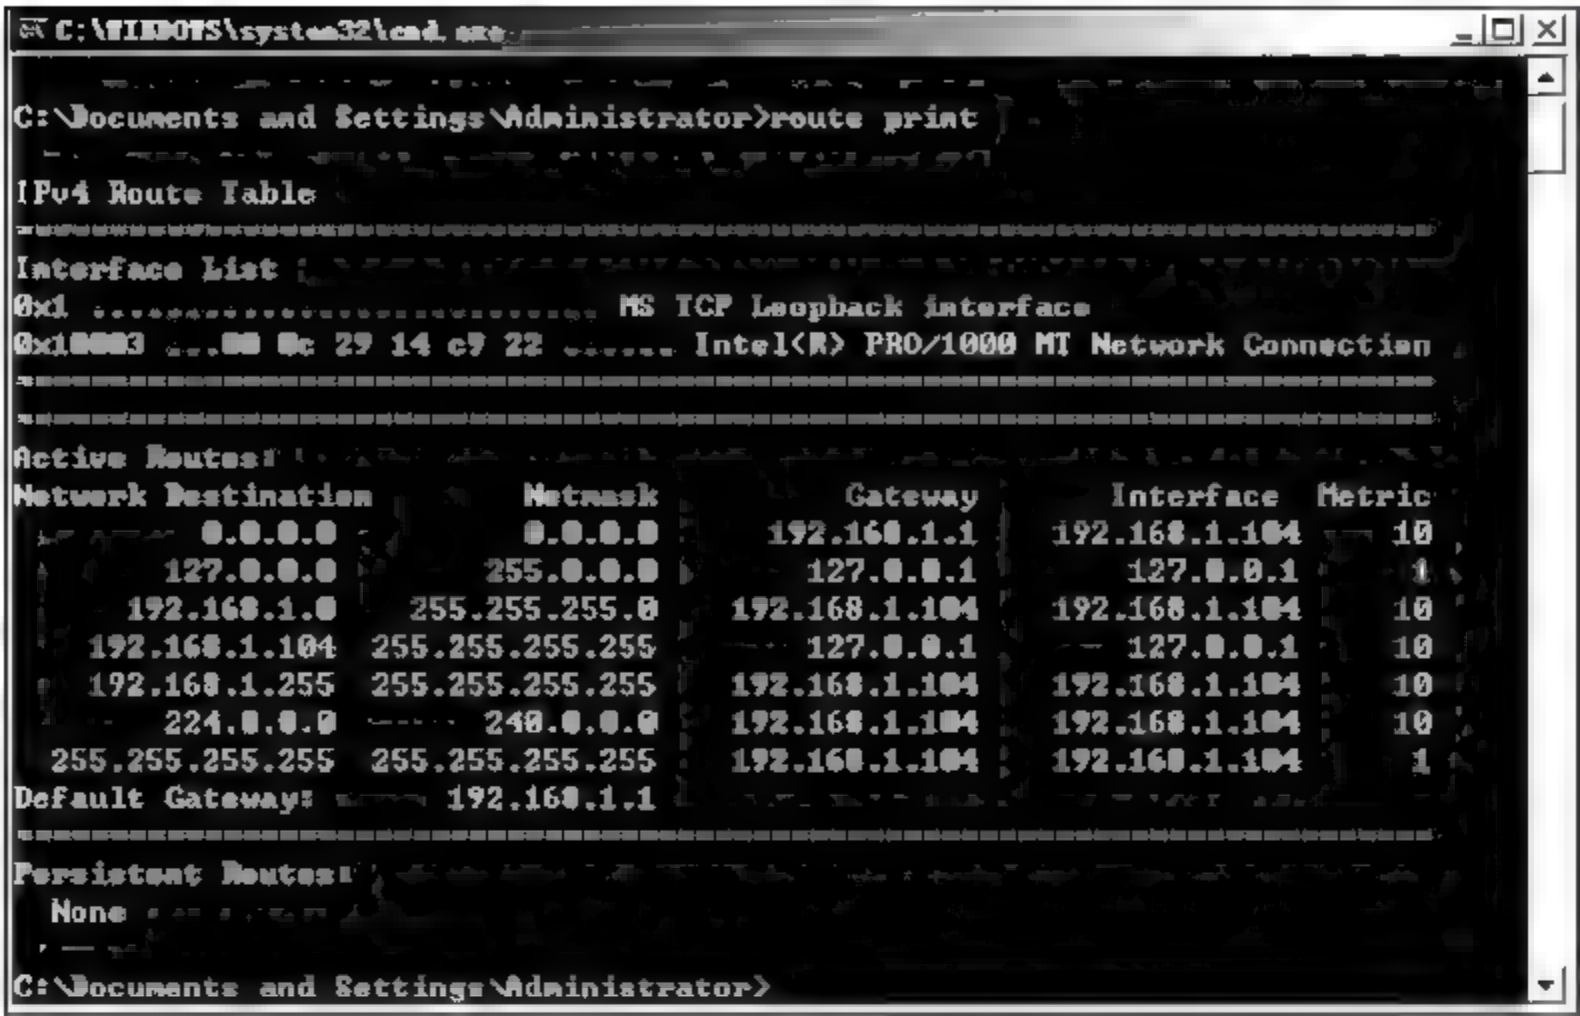 C:\WINDOWS\system32\cmd.exe
C:\Documents and Settings\Administrator>route print
IPv4 Route Table
===========================================================================
Interface List
0x1 ........................... MS TCP Loopback interface
0x10003 ...00 0c 29 14 c9 22 ...... Intel(R) PRO/1000 MT Network Connection
===========================================================================
===========================================================================
Active Routes:
Network Destination Netmask Gateway Interface Metric
0.0.0.0 0.0.0.0 192.168.1.1 192.168.1.104 10
127.0.0.0 255.0.0.0 127.0.0.1 127.0.0.1 1
192.168.1.0 255.255.255.0 192.168.1.104 192.168.1.104 10
192.168.1.104 255.255.255.255 127.0.0.1 127.0.0.1 10
192.168.1.255 255.255.255.255 192.168.1.104 192.168.1.104 10
224.0.0.0 240.0.0.0 192.168.1.104 192.168.1.104 10
255.255.255.255 255.255.255.255 192.168.1.104 192.168.1.104 1
Default Gateway: 192.168.1.1
===========================================================================
Persistent Routes:
None
C:\Documents and Settings\Administrator>